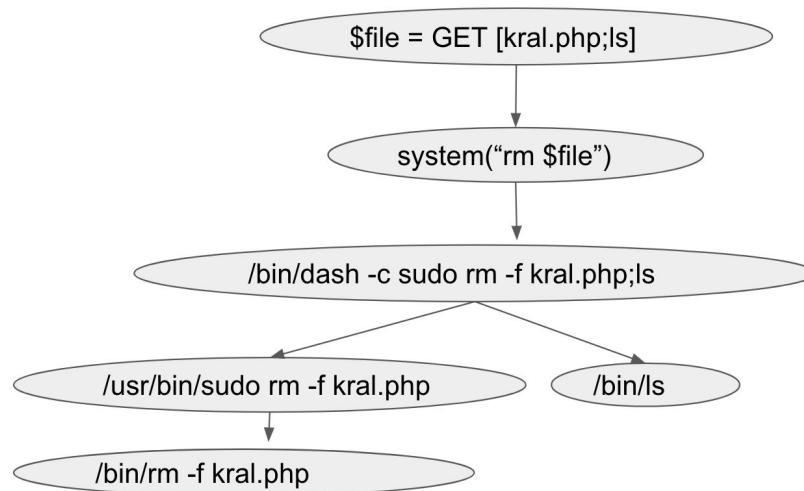 $file = GET [kral.php;ls]
system(“rm $file”)
/bin/dash -c sudo rm -f kral.php;ls
/usr/bin/sudo rm -f kral.php
/bin/ls
/bin/rm -f kral.php